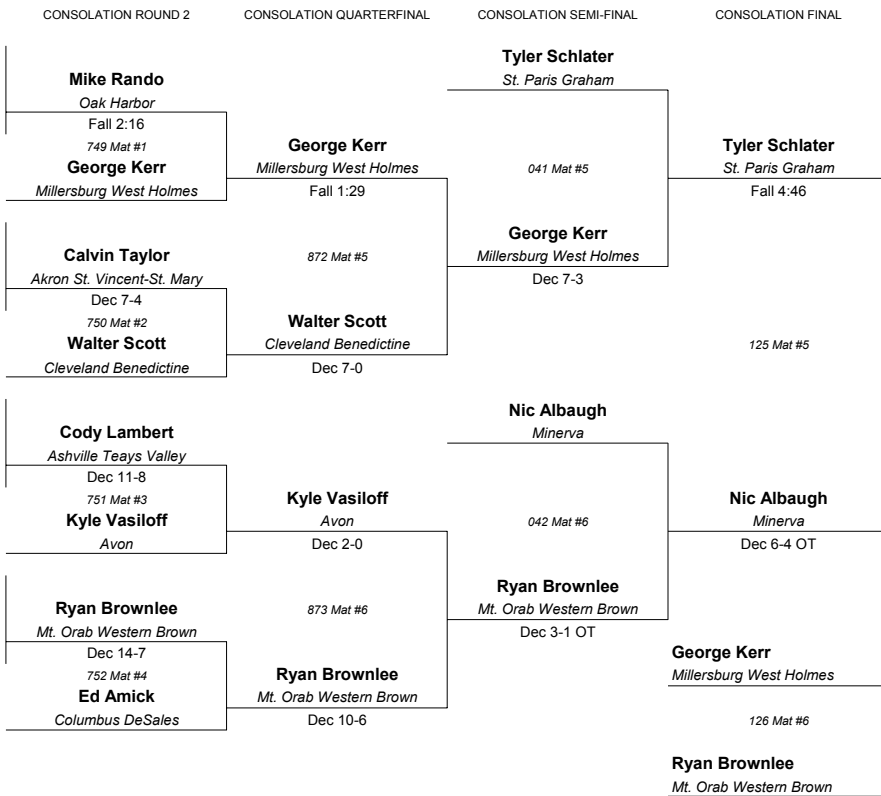 CONSOLATION ROUND 2
CONSOLATION QUARTERFINAL
CONSOLATION SEMI-FINAL
CONSOLATION FINAL
Mike Rando
Oak Harbor
Fall 2:16
749 Mat #1
George Kerr
Millersburg West Holmes
Calvin Taylor
Akron St. Vincent-St. Mary
Dec 7-4
750 Mat #2
Walter Scott
Cleveland Benedictine
Cody Lambert
Ashville Teays Valley
Dec 11-8
751 Mat #3
Kyle Vasiloff
Avon
Ryan Brownlee
Mt. Orab Western Brown
Dec 14-7
752 Mat #4
Ed Amick
Columbus DeSales
George Kerr
Millersburg West Holmes
Fall 1:29
872 Mat #5
Walter Scott
Cleveland Benedictine
Dec 7-0
Kyle Vasiloff
Avon
Dec 2-0
873 Mat #6
Ryan Brownlee
Mt. Orab Western Brown
Dec 10-6
Tyler Schlater
St. Paris Graham
041 Mat #5
George Kerr
Millersburg West Holmes
Dec 7-3
Nic Albaugh
Minerva
042 Mat #6
Ryan Brownlee
Mt. Orab Western Brown
Dec 3-1 OT
Tyler Schlater
St. Paris Graham
Fall 4:46
125 Mat #5
Nic Albaugh
Minerva
Dec 6-4 OT
George Kerr
Millersburg West Holmes
126 Mat #6
Ryan Brownlee
Mt. Orab Western Brown